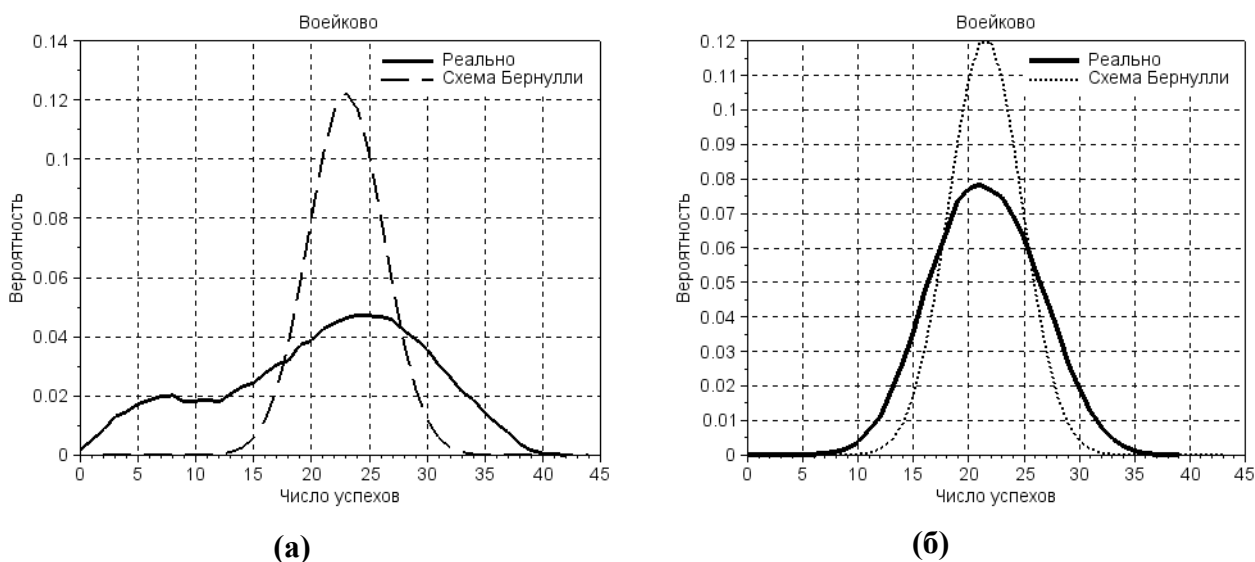 Воейково
0.14
0.12
0.1
0.08
0.06
0.04
0.02
0
Вероятность
Реально
Схема Бернулли
0 5 10 15 20 25 30 35 40 45
Число успехов
(а)
Воейково
0.12
0.11
0.1
0.09
0.08
0.07
0.06
0.05
0.04
0.03
0.02
0.01
0
Вероятность
Реально
Схема Бернулли
0 5 10 15 20 25 30 35 40 45
Число успехов
(б)